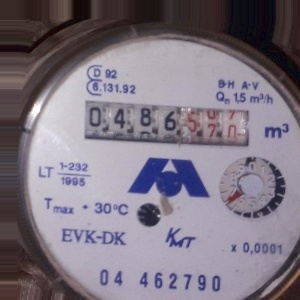 D 92
6.131.92
B-H A-V
Qn 1,5 m³/h
0486 5
m³
LT 1-232
1995
Tmax + 30°C
EVK-DK
x 0,0001
04 462790